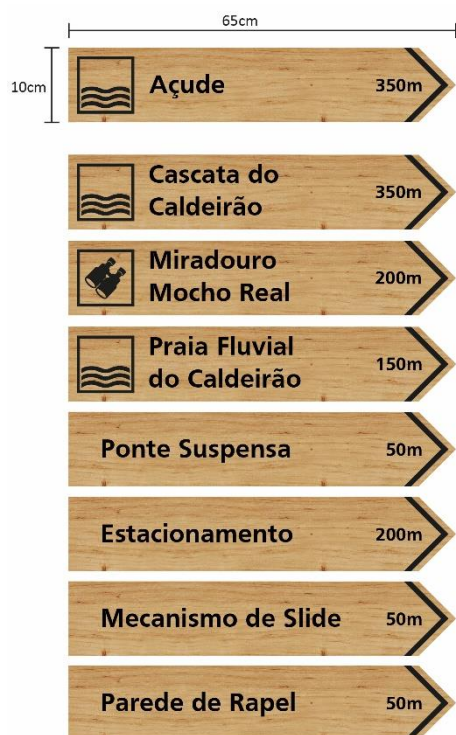 65cm
10cm
Açude
350m
Cascata do
Caldeirão
350m
Miradouro
Mocho Real
200m
Praia Fluvial
do Caldeirão
150m
Ponte Suspensa
50m
Estacionamento
200m
Mecanismo de Slide
50m
Parede de Rapel
50m